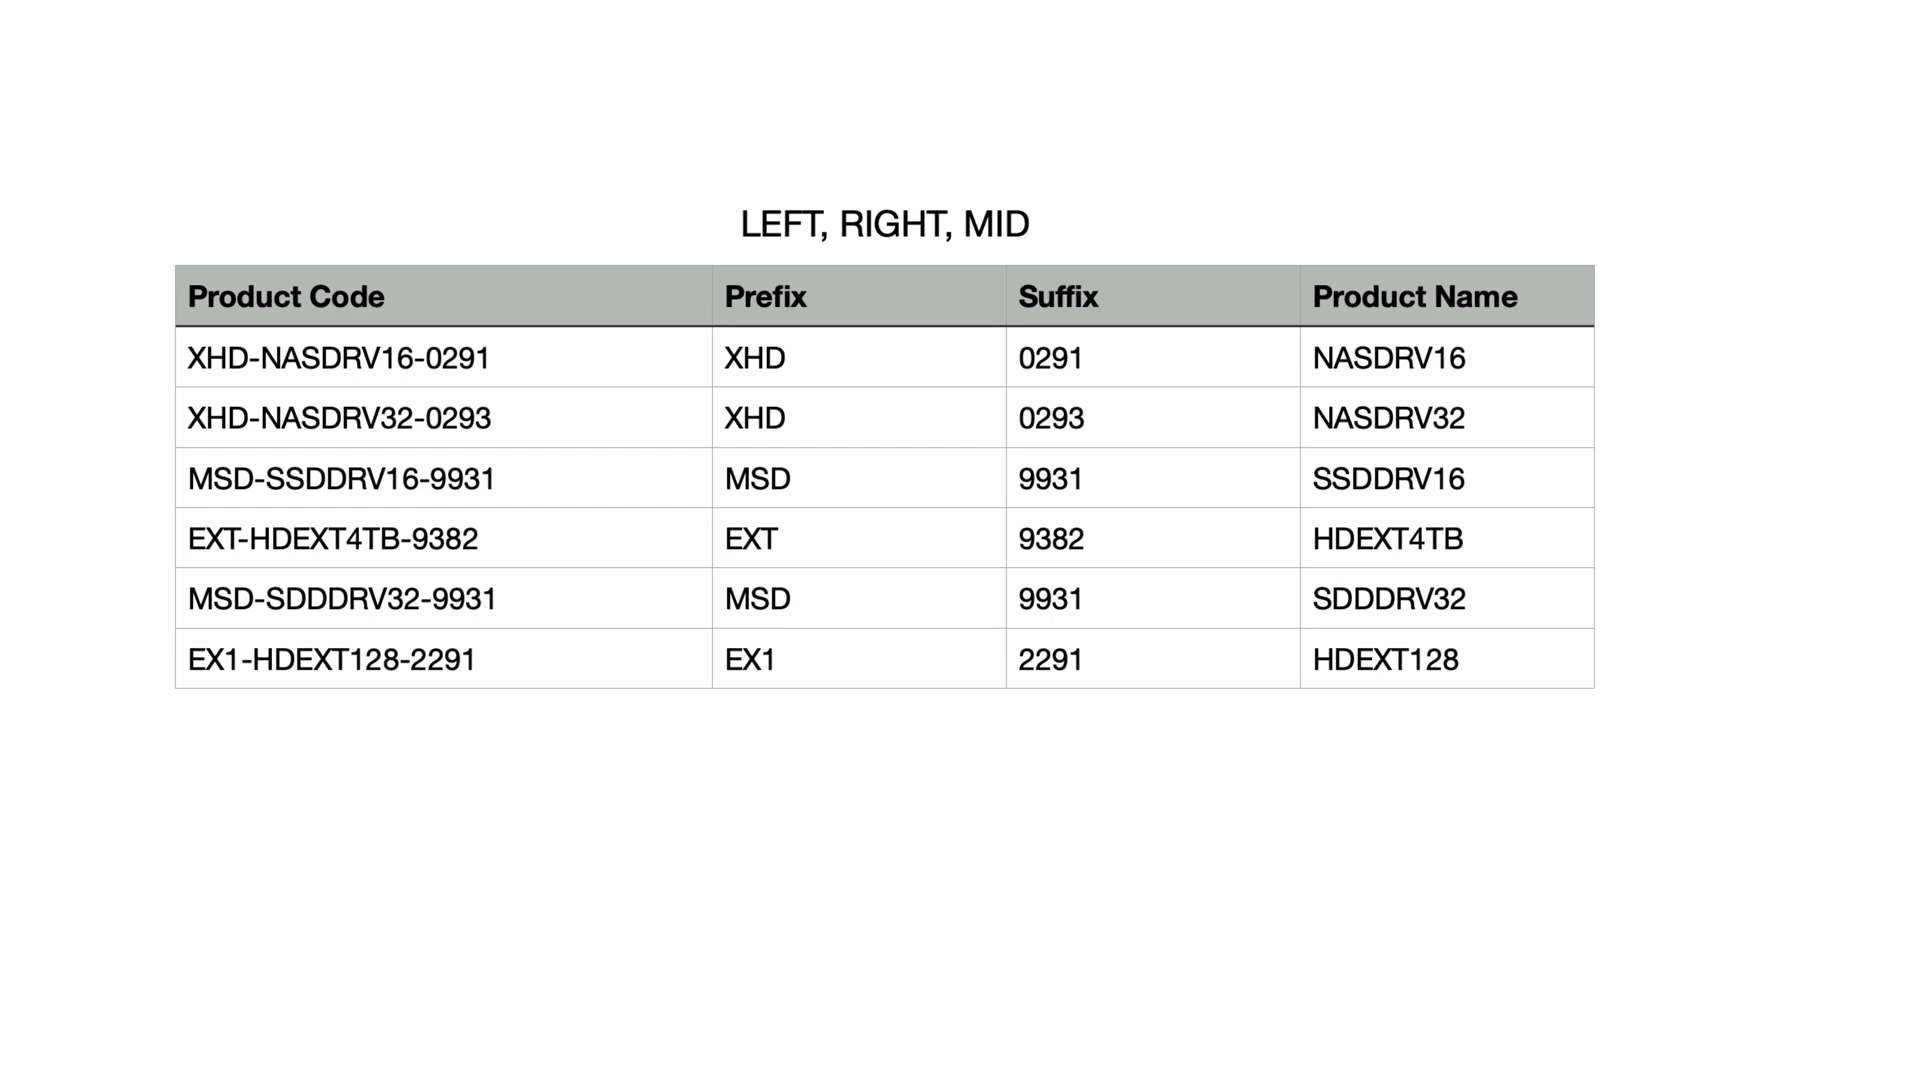 LEFT, RIGHT, MID
Product Code Prefix Suffix Product Name
XHD-NASDRV16-0291 XHD 0291 NASDRV16
XHD-NASDRV32-0293 XHD 0293 NASDRV32
MSD-SSDDRV16-9931 MSD 9931 SSDDRV16
EXT-HDEXT4TB-9382 EXT 9382 HDEXT4TB
MSD-SDDDRV32-9931 MSD 9931 SDDDRV32
EX1-HDEXT128-2291 EX1 2291 HDEXT128